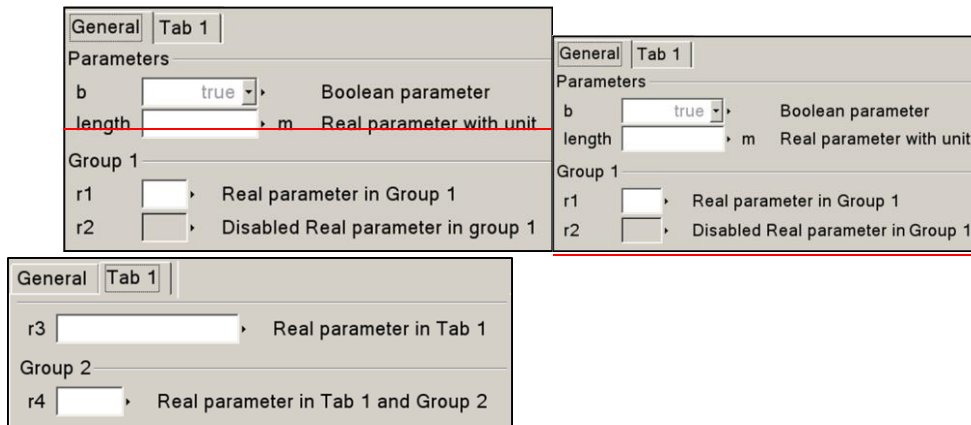 General Tab 1
Parameters
b true Boolean parameter
length m Real parameter with unit
Group 1
r1 Real parameter in Group 1
r2 Disabled Real parameter in group 1
General Tab 1
Parameters
b true Boolean parameter
length m Real parameter with unit
Group 1
r1 Real parameter in Group 1
r2 Disabled Real parameter in Group 1
General Tab 1
r3 Real parameter in Tab 1
Group 2
r4 Real parameter in Tab 1 and Group 2